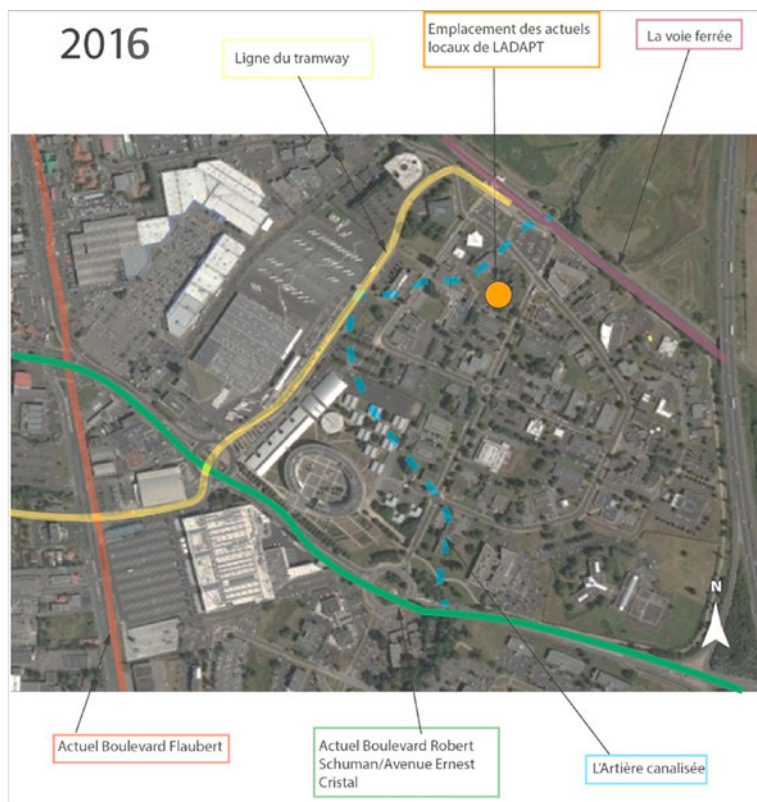 2016
Ligne du tramway
Emplacement des actuels
locaux de LADAPT
La voie ferrée
N
Actuel Boulevard Flaubert
Actuel Boulevard Robert
Schuman/Avenue Ernest
Cristal
L'Artière canalisée